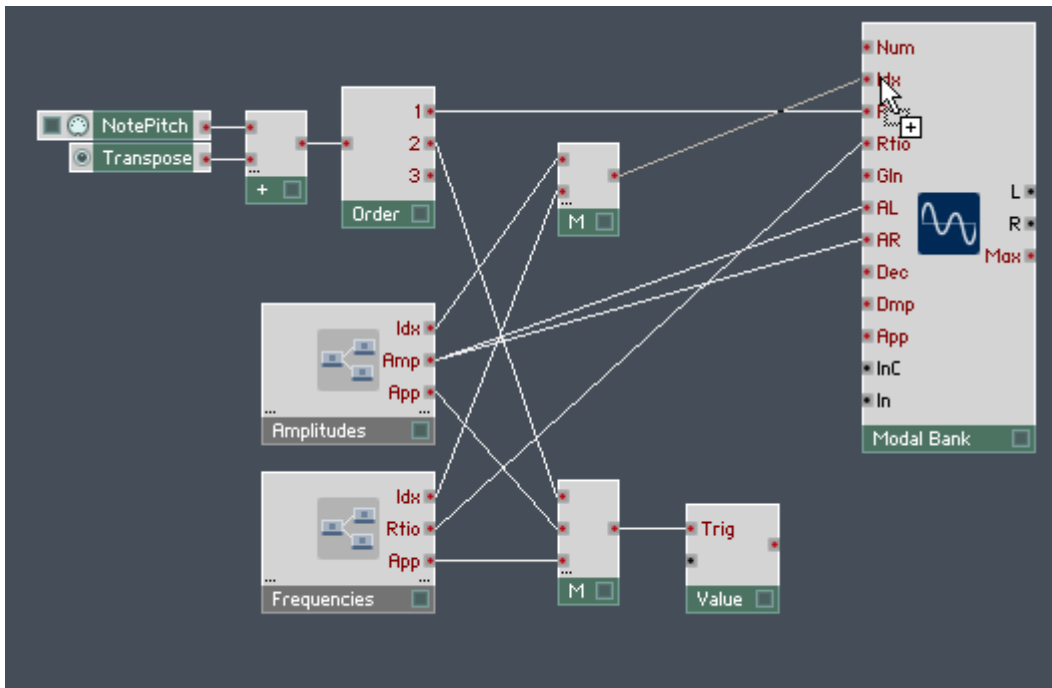 NotePitch
Transpose
...
+
1
2
3
Order
...
M
Idx
Amp
App
... ...
Amplitudes
Idx
Rtio
App
... ...
Frequencies
...
M
Trig
Value
Num
Idx
P
Rtio
Gln
AL
AR
Dec
Dmp
App
InC
In
L
R
Max
Modal Bank